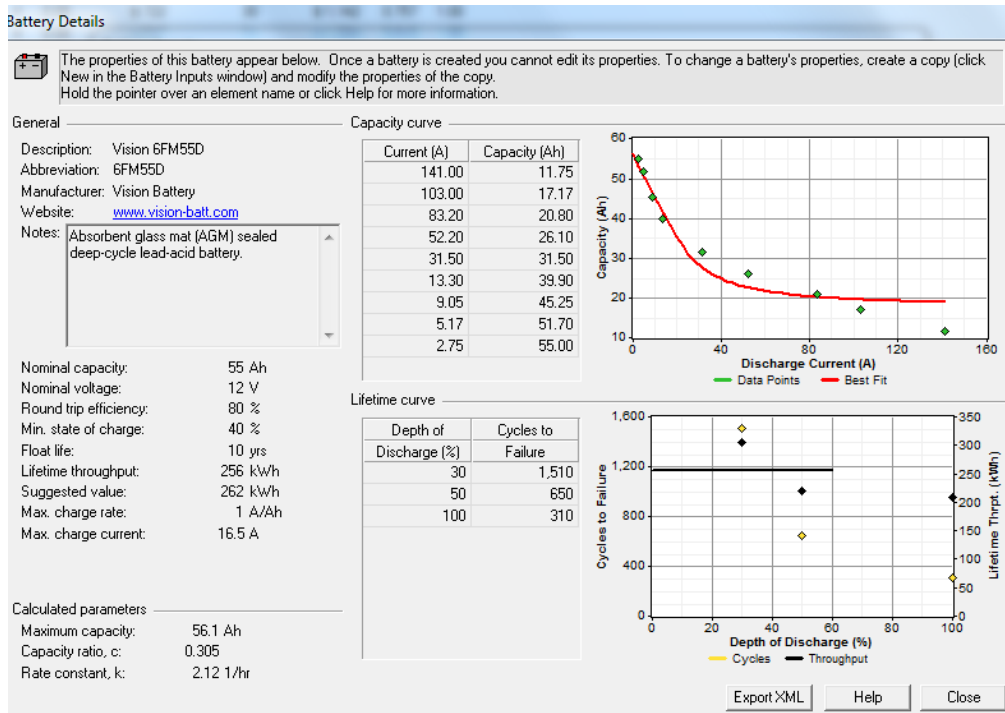 Battery Details
The properties of this battery appear below. Once a battery is created you cannot edit its properties. To change a battery's properties, create a copy (click
New in the Battery Inputs window) and modify the properties of the copy.
Hold the pointer over an element name or click Help for more information.
General
Description: Vision 6FM55D
Abbreviation: 6FM55D
Manufacturer: Vision Battery
Website: www.vision-batt.com
Notes: Absorbent glass mat (AGM) sealed
deep-cycle lead-acid battery.
Nominal capacity: 55 Ah
Nominal voltage: 12 V
Round trip efficiency: 80 %
Min. state of charge: 40 %
Float life: 10 yrs
Lifetime throughput: 256 kWh
Suggested value: 262 kWh
Max. charge rate: 1 A/Ah
Max. charge current: 16.5 A
Calculated parameters
Maximum capacity: 56.1 Ah
Capacity ratio, c: 0.305
Rate constant, k: 2.12 1/hr
Capacity curve
Current (A) Capacity (Ah)
141.00 11.75
103.00 17.17
83.20 20.80
52.20 26.10
31.50 31.50
13.30 39.90
9.05 45.25
5.17 51.70
2.75 55.00
Capacity (Ah)
60
50
40
30
20
10
0 40 80 120 160
Discharge Current (A)
Data Points Best Fit
Lifetime curve
Depth of Cycles to
Discharge (%) Failure
30 1,510
50 650
100 310
Cycles to Failure
1,600
1,200
800
400
0
0 20 40 60 80 100
Depth of Discharge (%)
350
300
250
200
150
100
50
0
Lifetime Thrpt. (kWh)
Cycles Throughput
Export XML Help Close